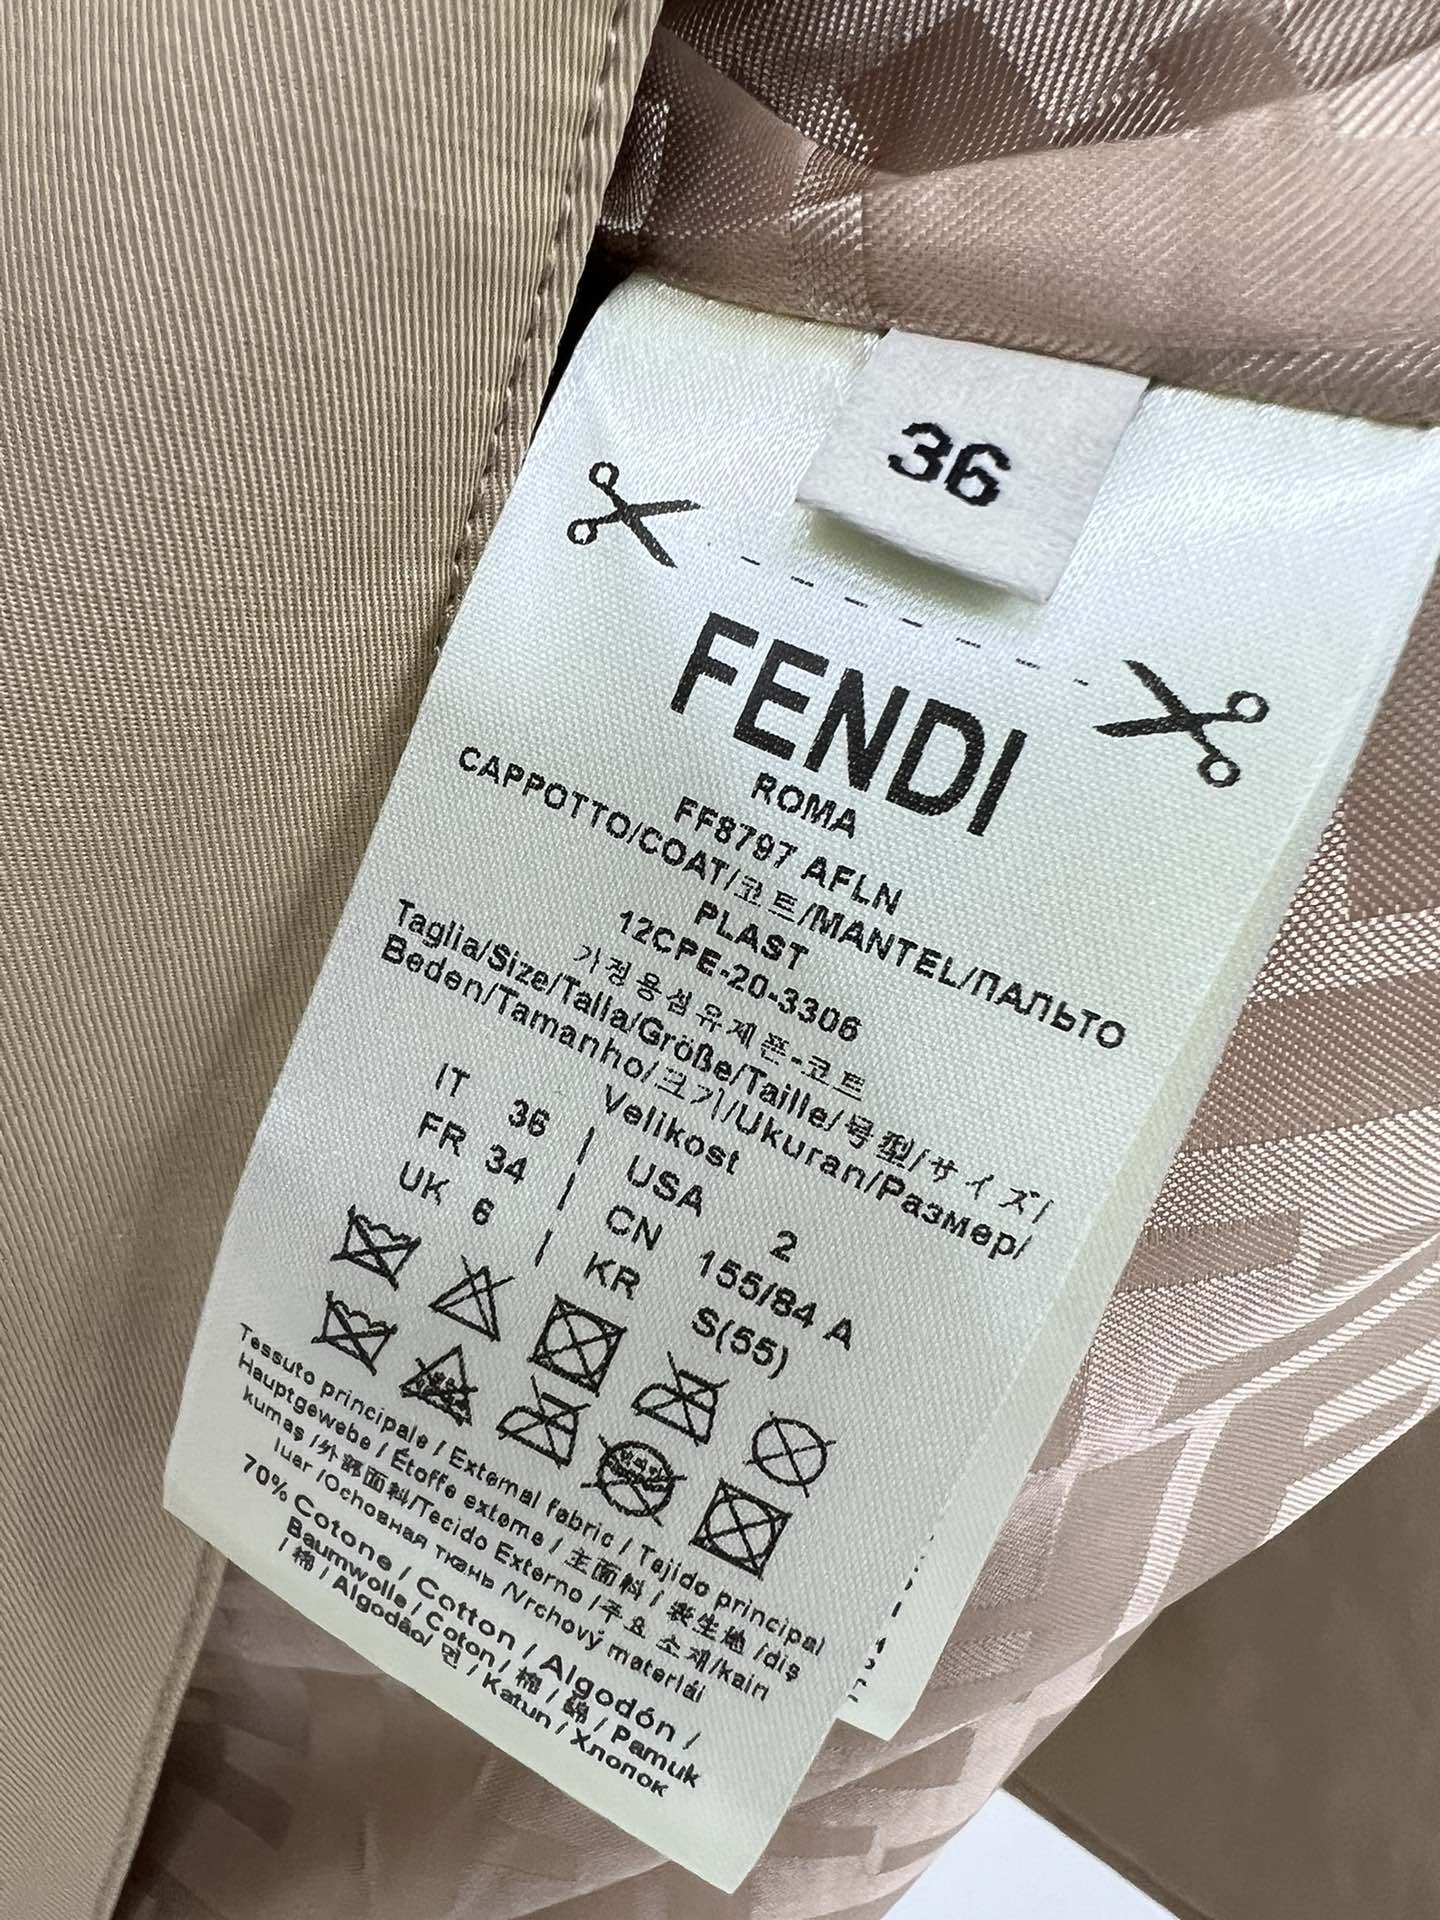 36
FENDI
ROMA
FF8797 AFLN
CAPPOTTO/COAT/코트/MANTEL/ПАЛЬТО
PLAST
12CPE-20-3306
가정용섬유제품-코트
Taglia/Size/Talla/Größe/Taille/号型/サイズ/
Beden/Tamanho/크기/Ukuran/Размер/
Velikost
IT 36 | USA 2
FR 34 | CN 155/84 A
UK 6 | KR S(55)
Tessuto principale / External fabric / Tejido principal
Hauptgewebe / Étoffe externe / 主面料 / 表生地 /diş
kumaş /外部面料/Tecido Externo /주요 소재/kain
luar /Основная ткань /Vrchový materiál
70% Cotone / Cotton / Algodón /
Baumwolle / Coton / 棉 / 綿 / Pamuk
/ 棉 / Algodão/ 면 / Katun / Хлопок